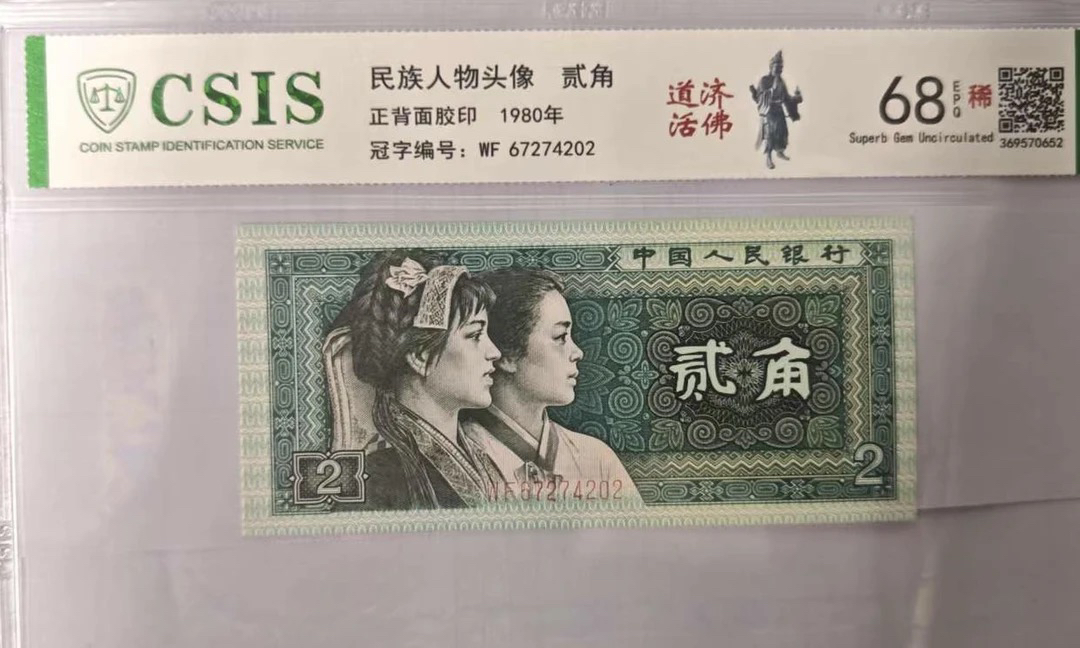 CSIS
COIN STAMP IDENTIFICATION SERVICE
民族人物头像 贰角
正背面胶印 1980年
冠字编号：WF 67274202
道济
活佛
68 EPQ 稀
Superb Gem Uncirculated
369570652
中国人民银行
贰角
2
2
WF67274202